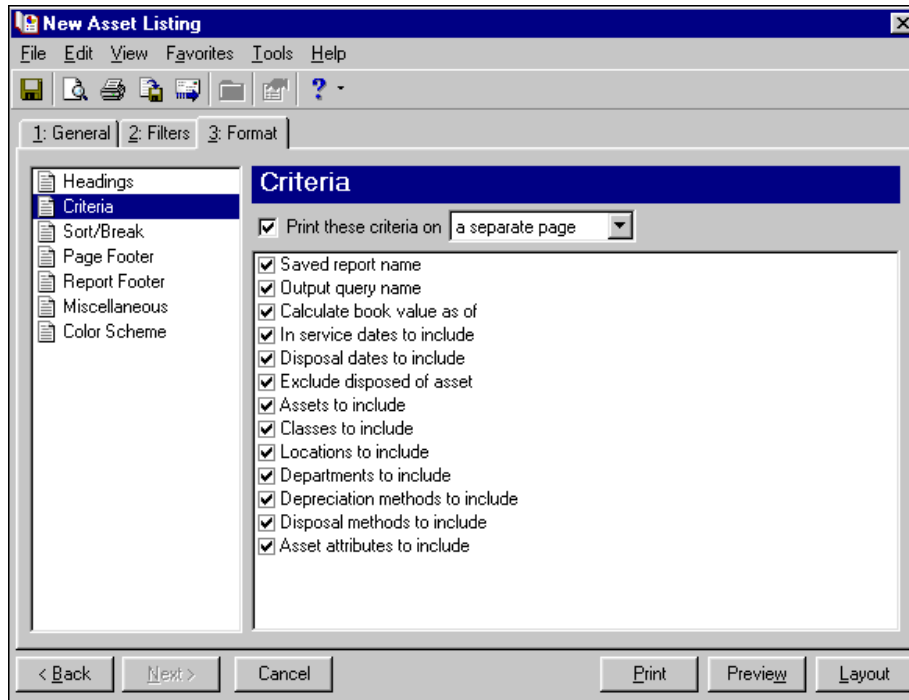 New Asset Listing
File Edit View Favorites Tools Help
?
1: General 2: Filters 3: Format
Headings
Criteria
Sort/Break
Page Footer
Report Footer
Miscellaneous
Color Scheme
Criteria
Print these criteria on a separate page
Saved report name
Output query name
Calculate book value as of
In service dates to include
Disposal dates to include
Exclude disposed of asset
Assets to include
Classes to include
Locations to include
Departments to include
Depreciation methods to include
Disposal methods to include
Asset attributes to include
< Back Next > Cancel Print Preview Layout